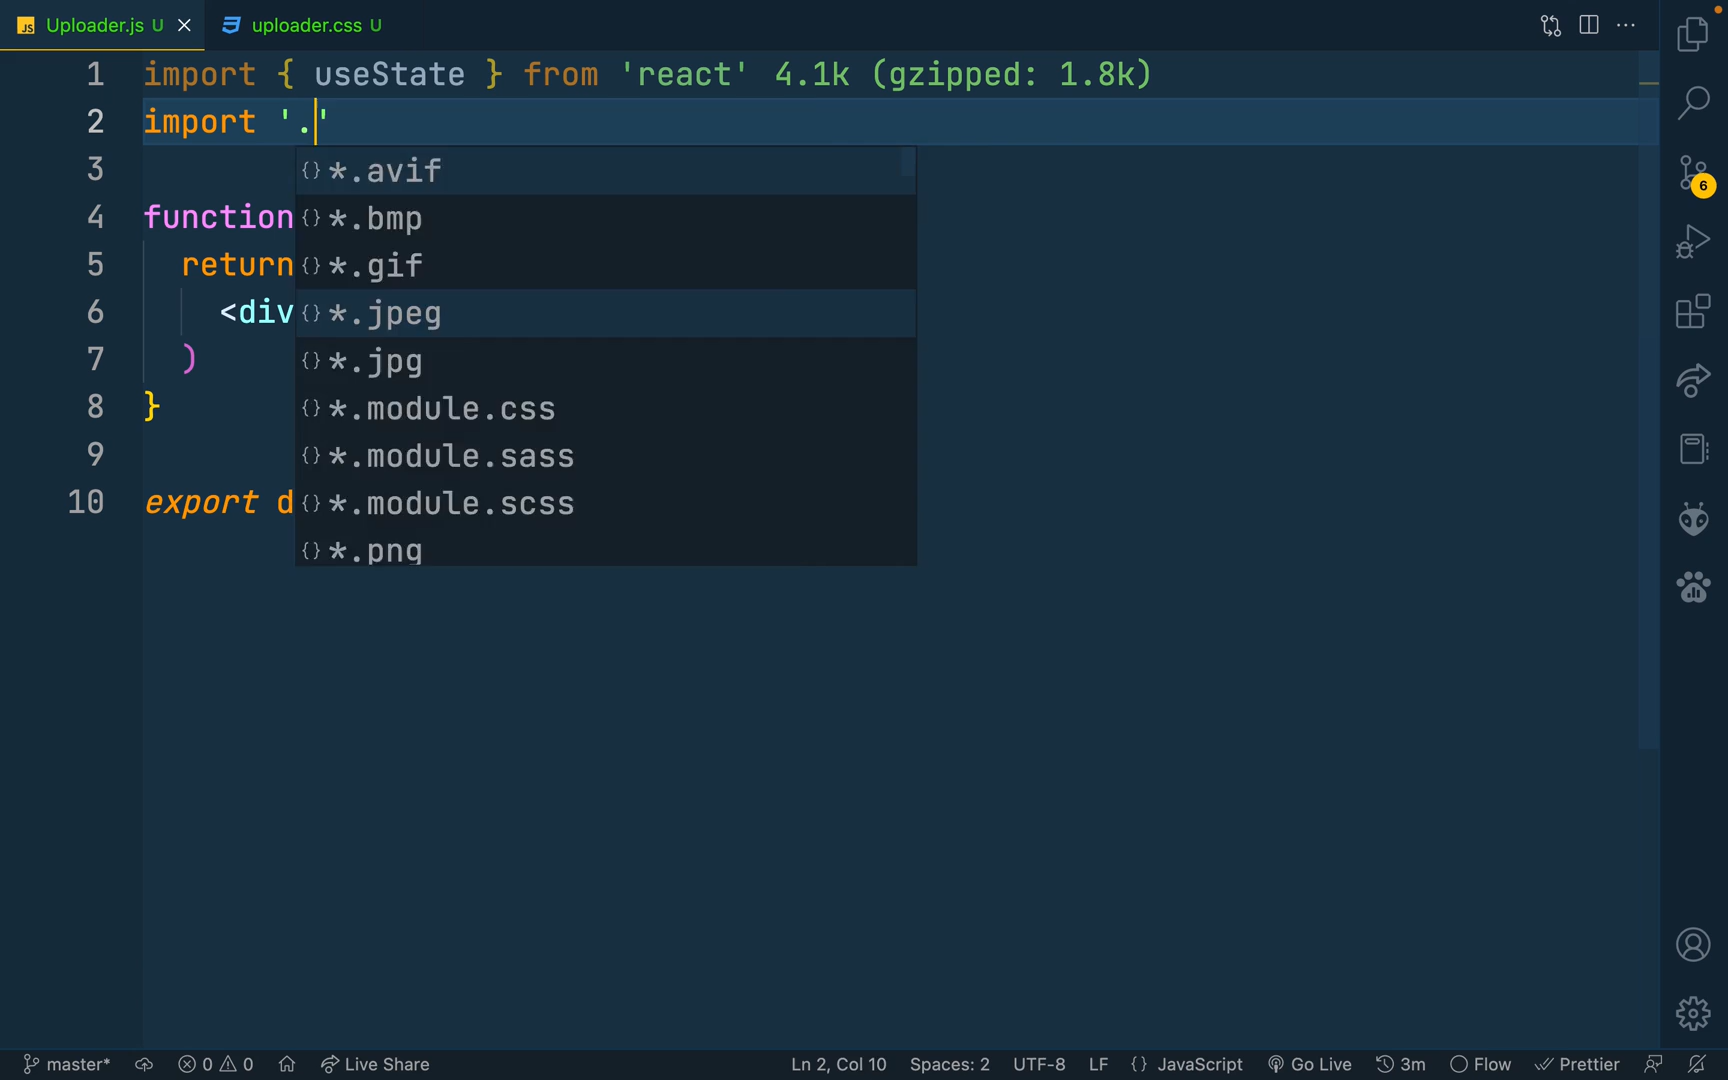 JS Uploader.js U
uploader.css U
1 import { useState } from 'react' 4.1k (gzipped: 1.8k)
2 import '.'
3
4 function
5 return
6 <div
7 )
8 }
9
10 export d
{} *.avif
{} *.bmp
{} *.gif
{} *.jpeg
{} *.jpg
{} *.module.css
{} *.module.sass
{} *.module.scss
{} *.png
6
master* 0 0 Live Share Ln 2, Col 10 Spaces: 2 UTF-8 LF {} JavaScript Go Live 3m Flow Prettier